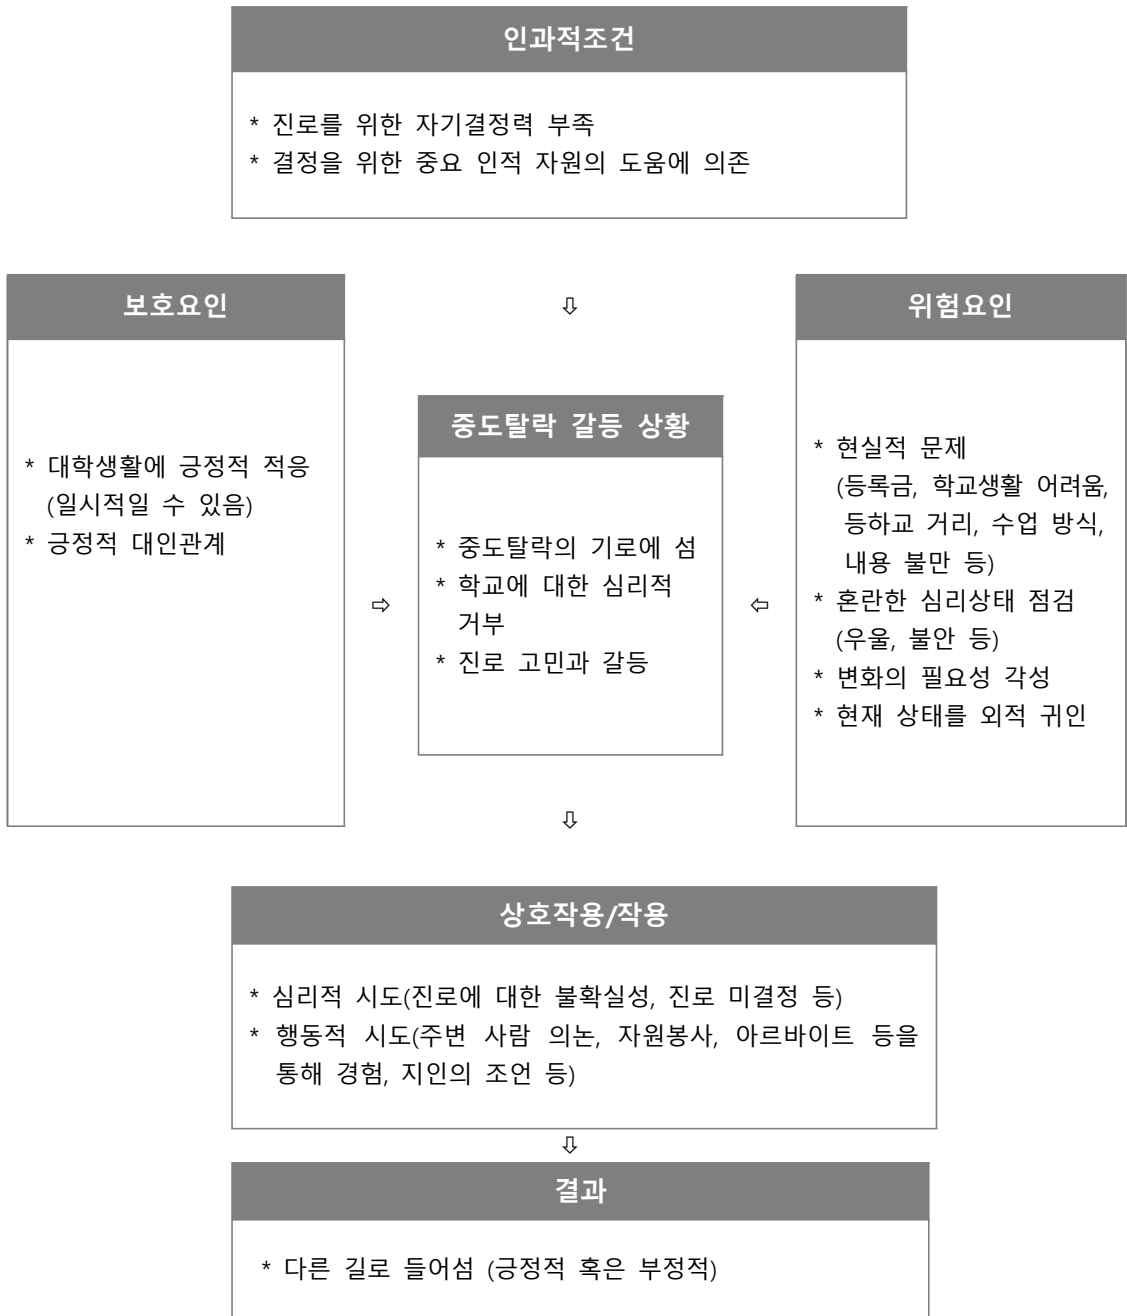 인과적조건
* 진로를 위한 자기결정력 부족
* 결정을 위한 중요 인적 자원의 도움에 의존
⇩
보호요인
* 대학생활에 긍정적 적응
(일시적일 수 있음)
* 긍정적 대인관계
⇨
중도탈락 갈등 상황
* 중도탈락의 기로에 섬
* 학교에 대한 심리적
거부
* 진로 고민과 갈등
⇦
위험요인
* 현실적 문제
(등록금, 학교생활 어려움,
등하교 거리, 수업 방식,
내용 불만 등)
* 혼란한 심리상태 점검
(우울, 불안 등)
* 변화의 필요성 각성
* 현재 상태를 외적 귀인
⇩
상호작용/작용
* 심리적 시도(진로에 대한 불확실성, 진로 미결정 등)
* 행동적 시도(주변 사람 의논, 자원봉사, 아르바이트 등을
통해 경험, 지인의 조언 등)
⇩
결과
* 다른 길로 들어섬 (긍정적 혹은 부정적)